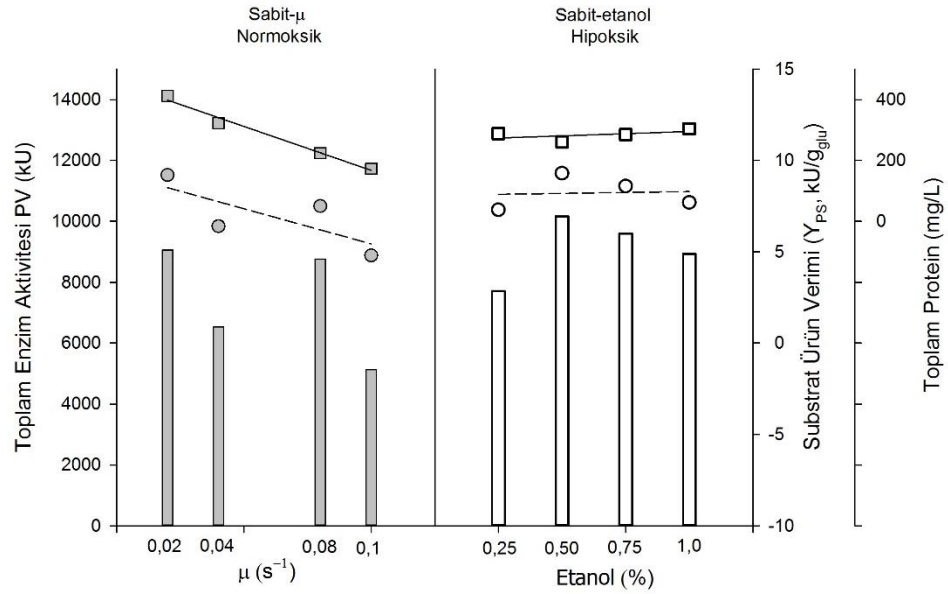 Sabit-μ
Normoksik
Sabit-etanol
Hipoksik
Toplam Enzim Aktivitesi PV (kU)
14000
12000
10000
8000
6000
4000
2000
0
0,02
0,04
0,08
0,1
μ (s⁻¹)
0,25
0,50
0,75
1,0
Etanol (%)
15
10
5
0
-5
-10
Substrat Ürün Verimi (Y_PS, kU/g_glu)
400
200
0
Toplam Protein (mg/L)